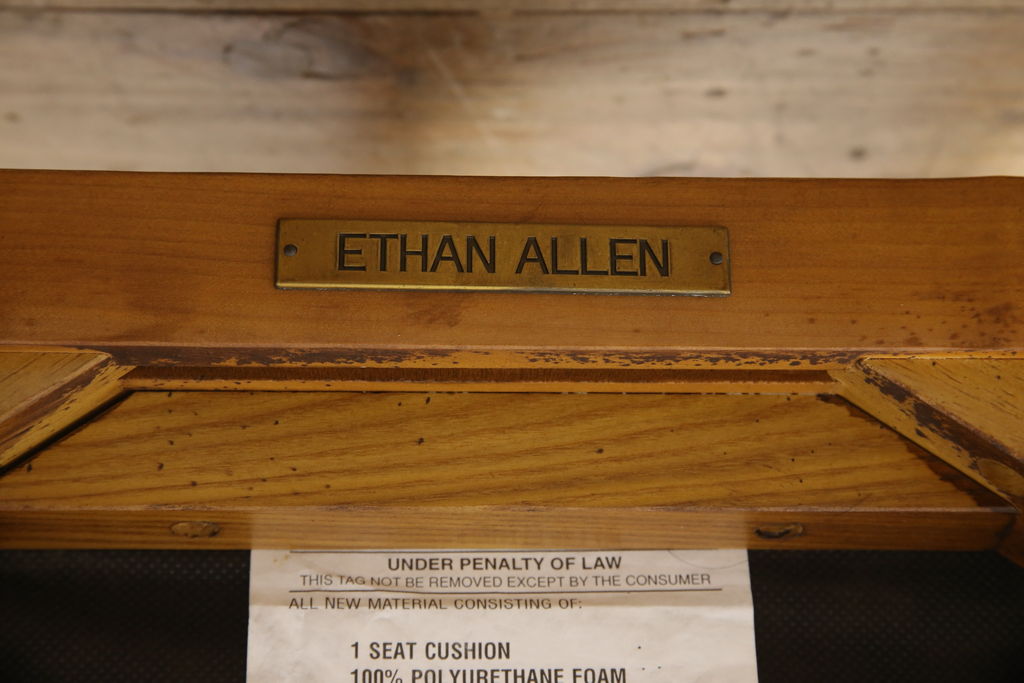 ETHAN ALLEN
UNDER PENALTY OF LAW
THIS TAG NOT BE REMOVED EXCEPT BY THE CONSUMER
ALL NEW MATERIAL CONSISTING OF:
1 SEAT CUSHION
100% POLYURETHANE FOAM